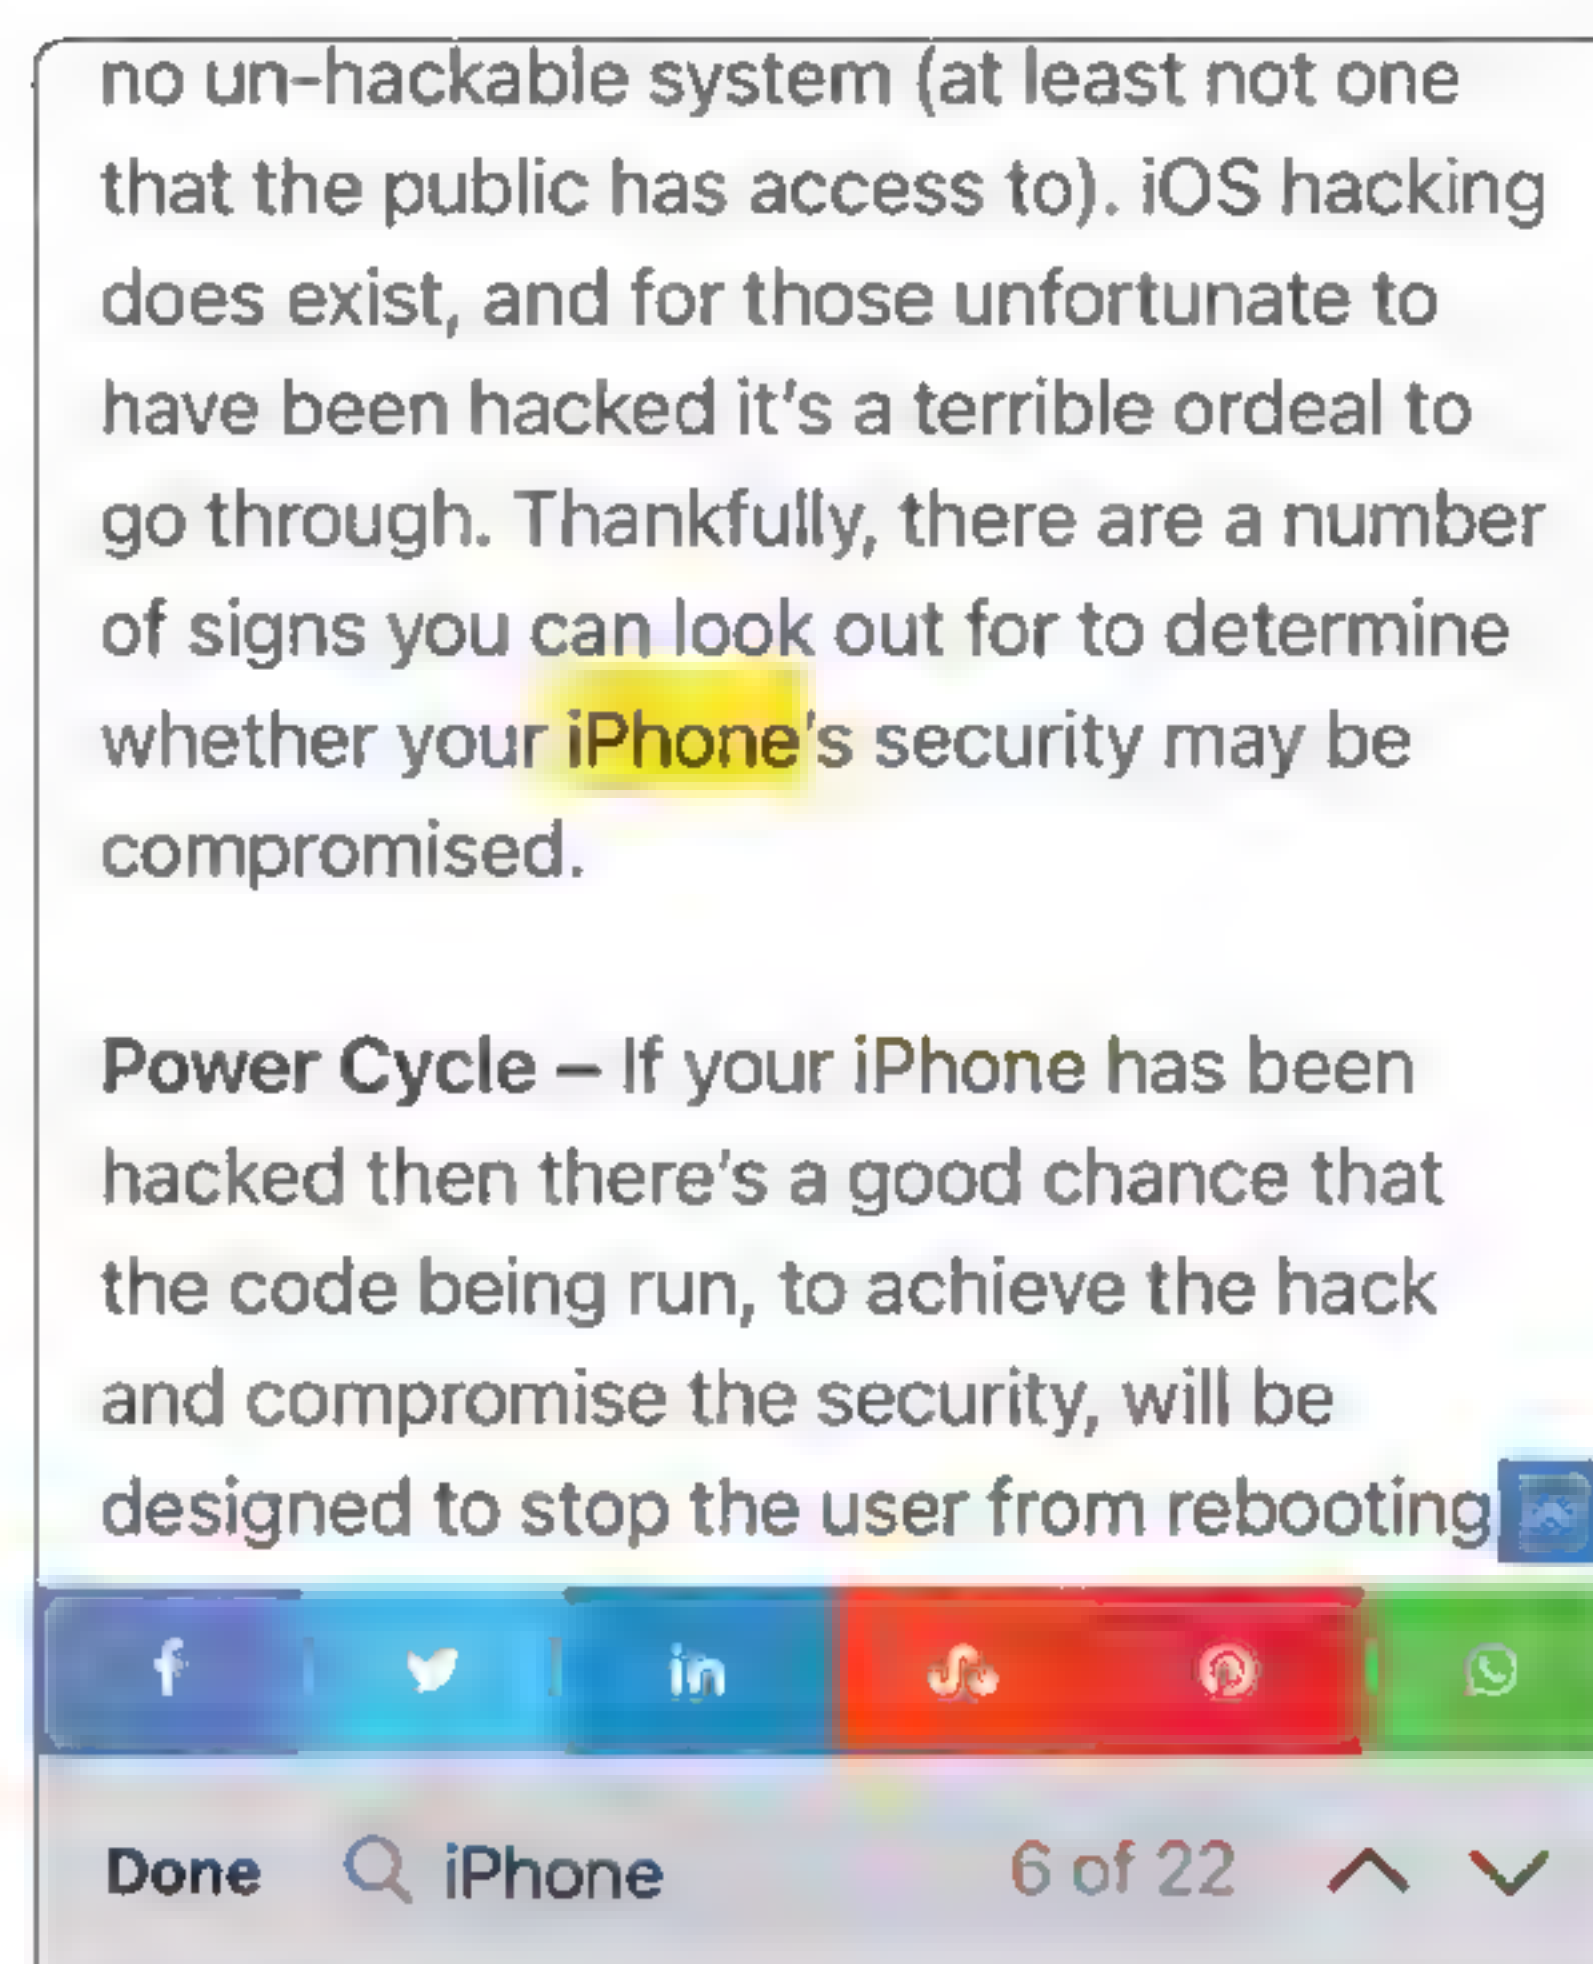 no un-hackable system (at least not one
that the public has access to). iOS hacking
does exist, and for those unfortunate to
have been hacked it's a terrible ordeal to
go through. Thankfully, there are a number
of signs you can look out for to determine
whether your iPhone's security may be
compromised.
Power Cycle – If your iPhone has been
hacked then there's a good chance that
the code being run, to achieve the hack
and compromise the security, will be
designed to stop the user from rebooting
f in
Done iPhone 6 of 22